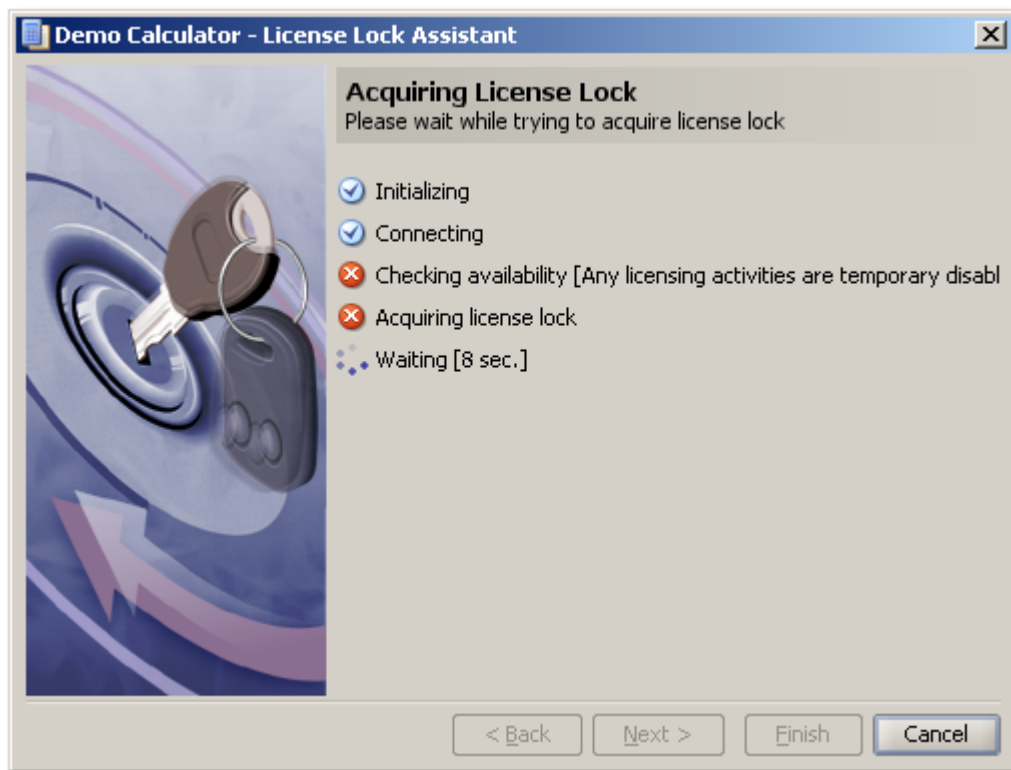 Demo Calculator - License Lock Assistant
Acquiring License Lock
Please wait while trying to acquire license lock
Initializing
Connecting
Checking availability [Any licensing activities are temporary disabl
Acquiring license lock
Waiting [8 sec.]
< Back Next > Finish Cancel